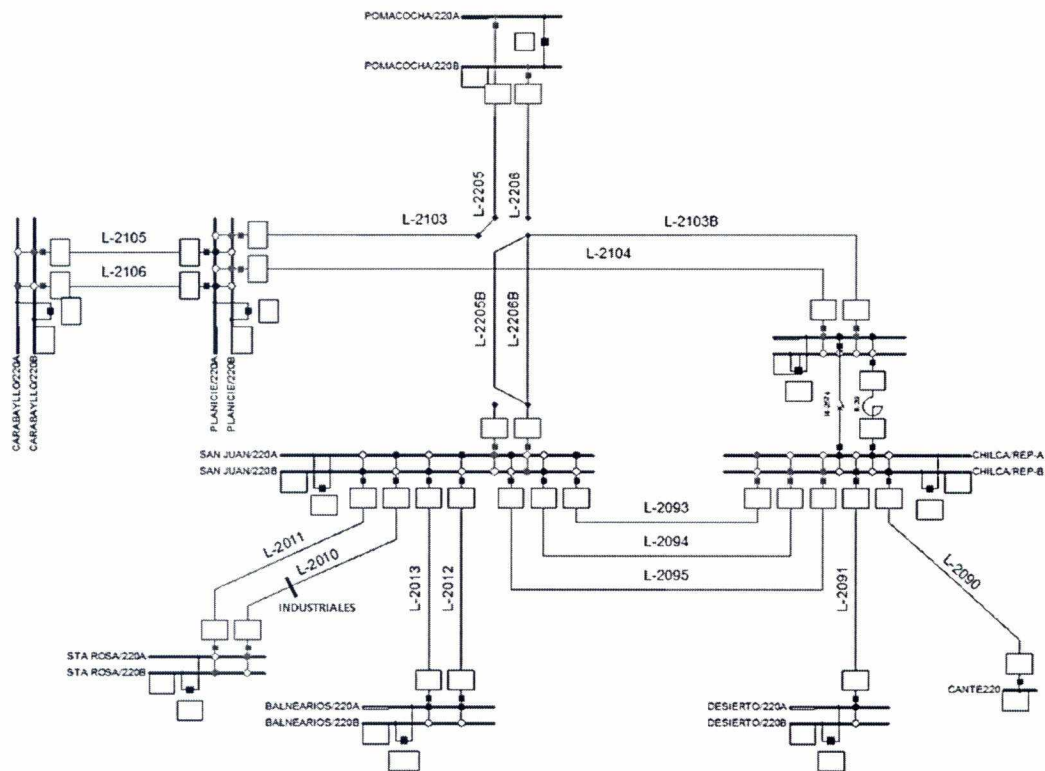 POMACOCHA/220A
POMACOCHA/220B
L-2205
L-2206
L-2103
L-2103B
L-2105
L-2104
L-2106
L-2205B
L-2206B
CARABAYLLO/220A
CARABAYLLO/220B
PLANICIE/220A
PLANICIE/220B
SAN JUAN/220A
SAN JUAN/220B
CHILCA/REP-A
CHILCA/REP-B
L-2093
L-2094
L-2095
L-2011
L-2010
INDUSTRIALES
L-2013
L-2012
L-2091
L-2090
STA ROSA/220A
STA ROSA/220B
BALNEARIOS/220A
BALNEARIOS/220B
DESIERTO/220A
DESIERTO/220B
CANTE220